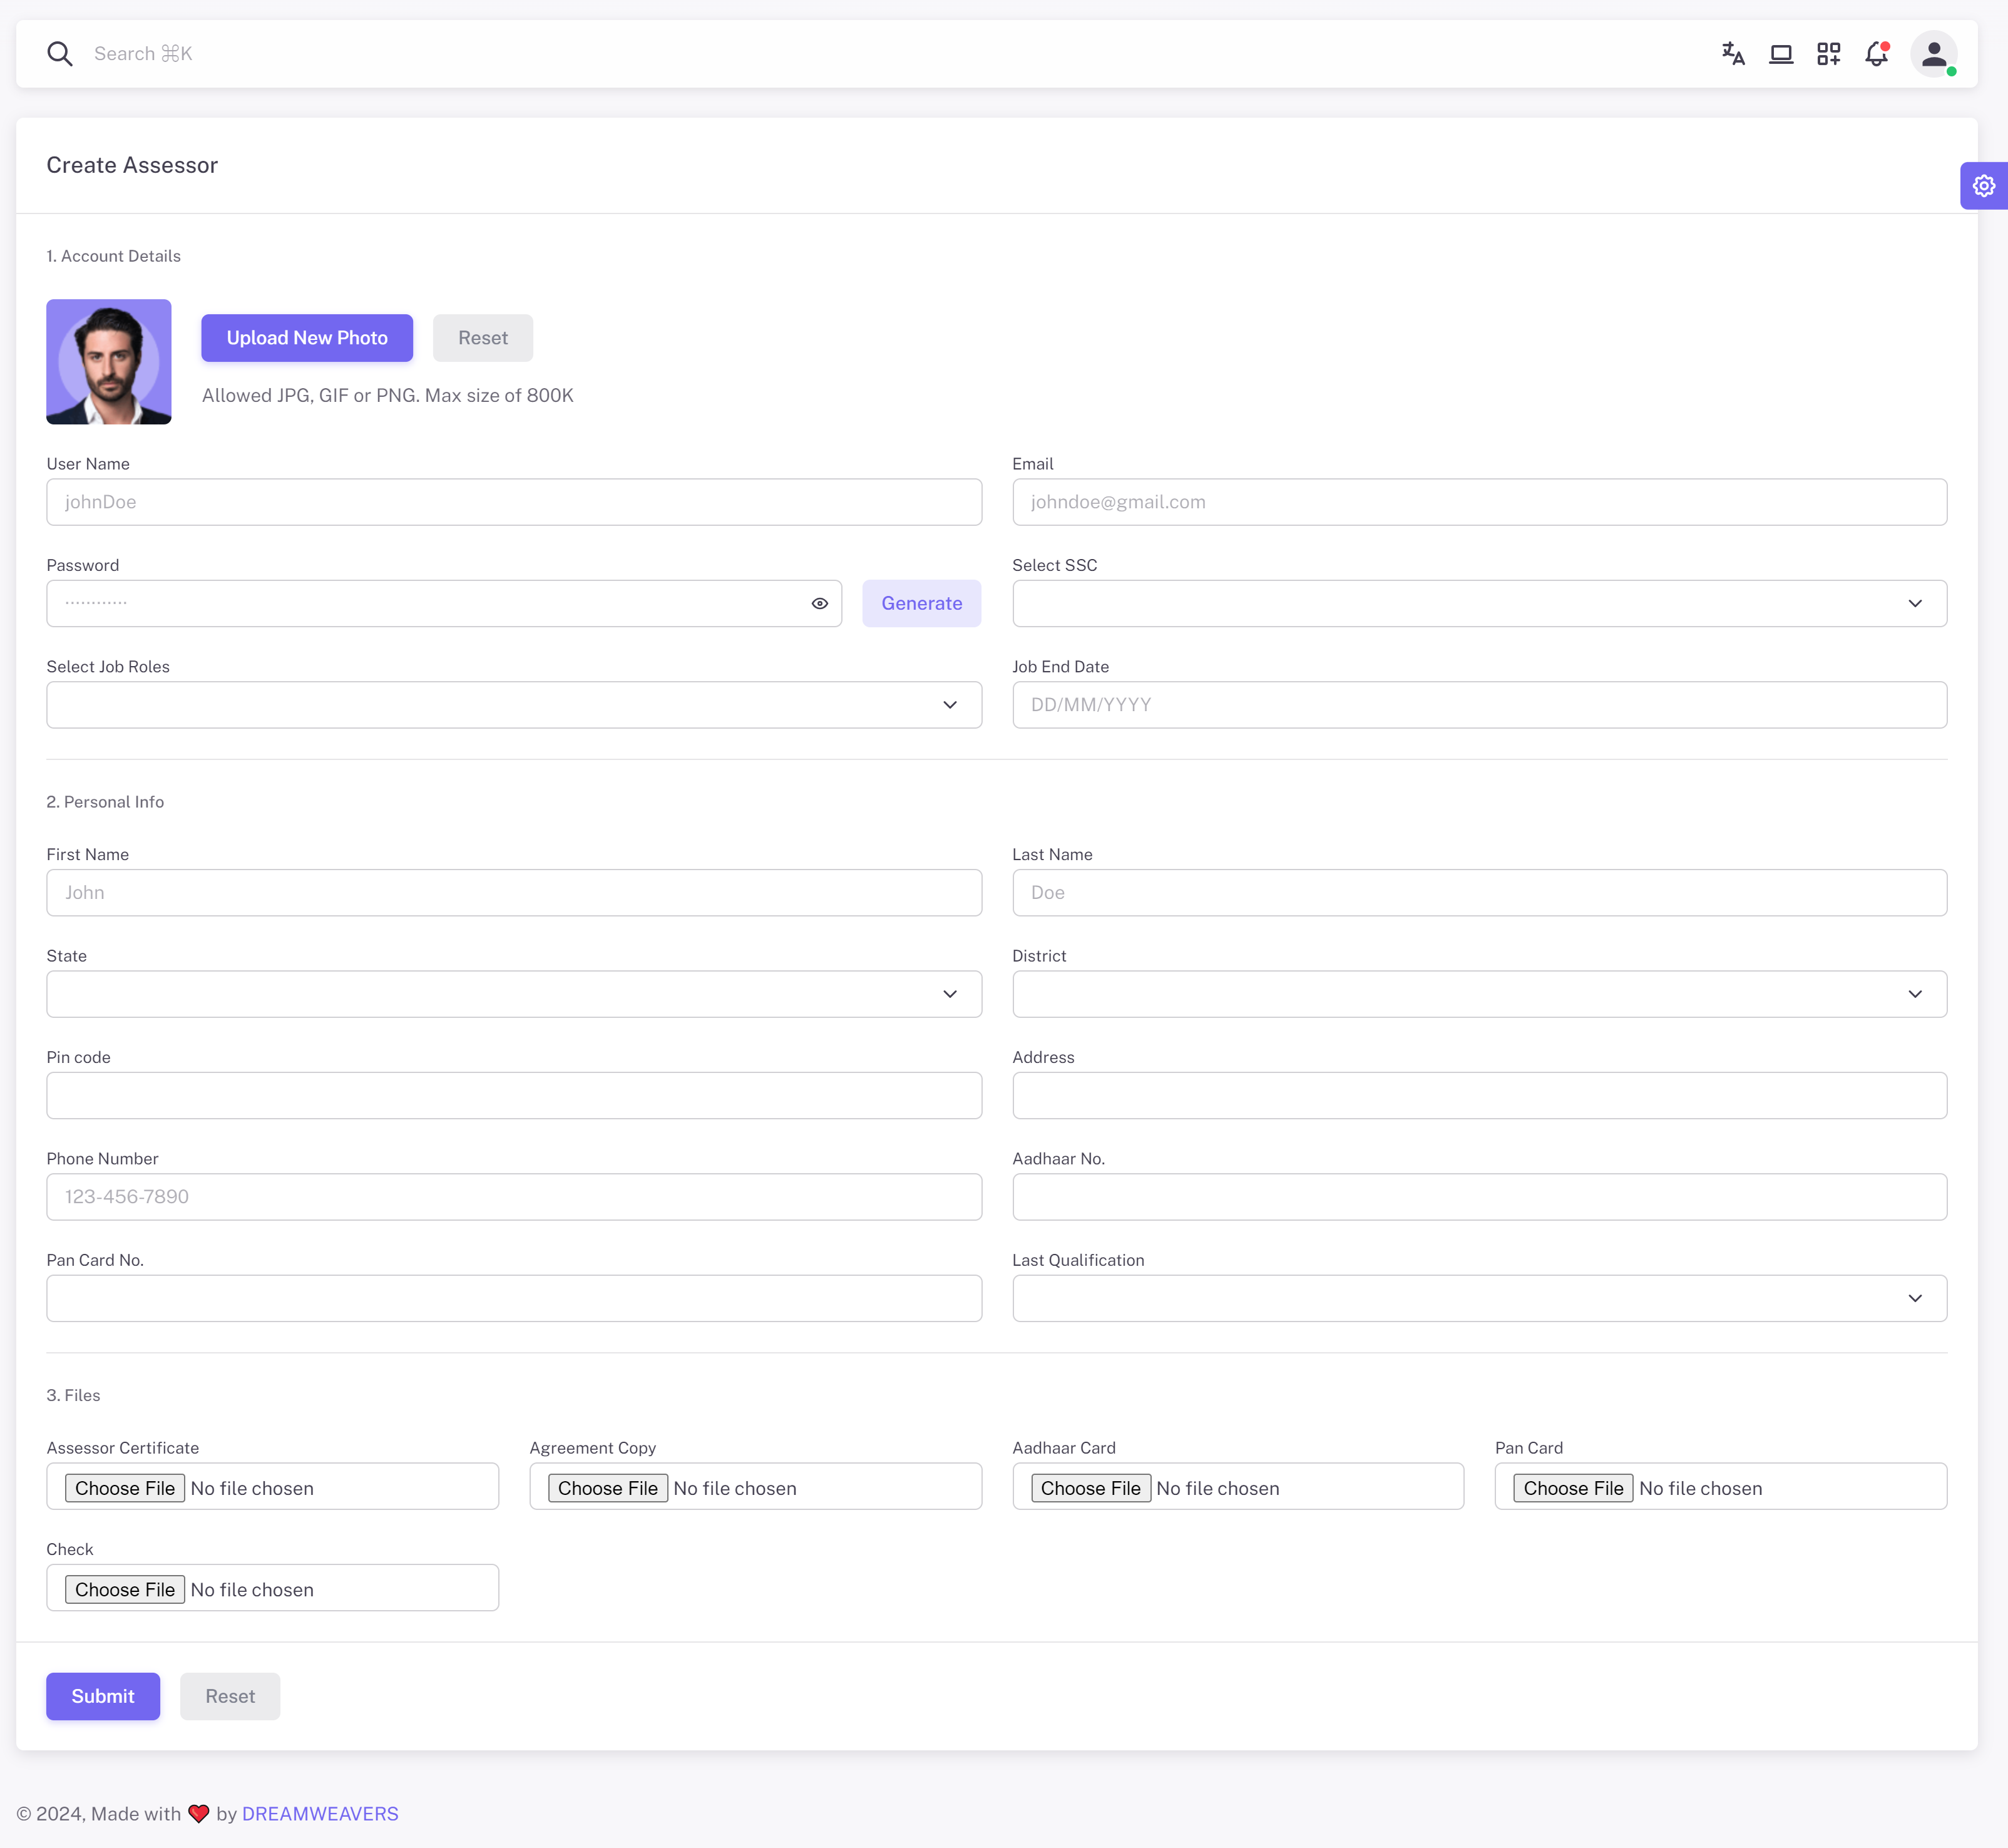 Search ⌘K
Create Assessor
1. Account Details
Upload New Photo
Reset
Allowed JPG, GIF or PNG. Max size of 800K
User Name
Email
johnDoe
johndoe@gmail.com
Password
Select SSC
············
Generate
Select Job Roles
Job End Date
DD/MM/YYYY
2. Personal Info
First Name
Last Name
John
Doe
State
District
Pin code
Address
Phone Number
Aadhaar No.
123-456-7890
Pan Card No.
Last Qualification
3. Files
Assessor Certificate
Agreement Copy
Aadhaar Card
Pan Card
Choose File No file chosen
Choose File No file chosen
Choose File No file chosen
Choose File No file chosen
Check
Choose File No file chosen
Submit
Reset
© 2024, Made with ❤️ by DREAMWEAVERS